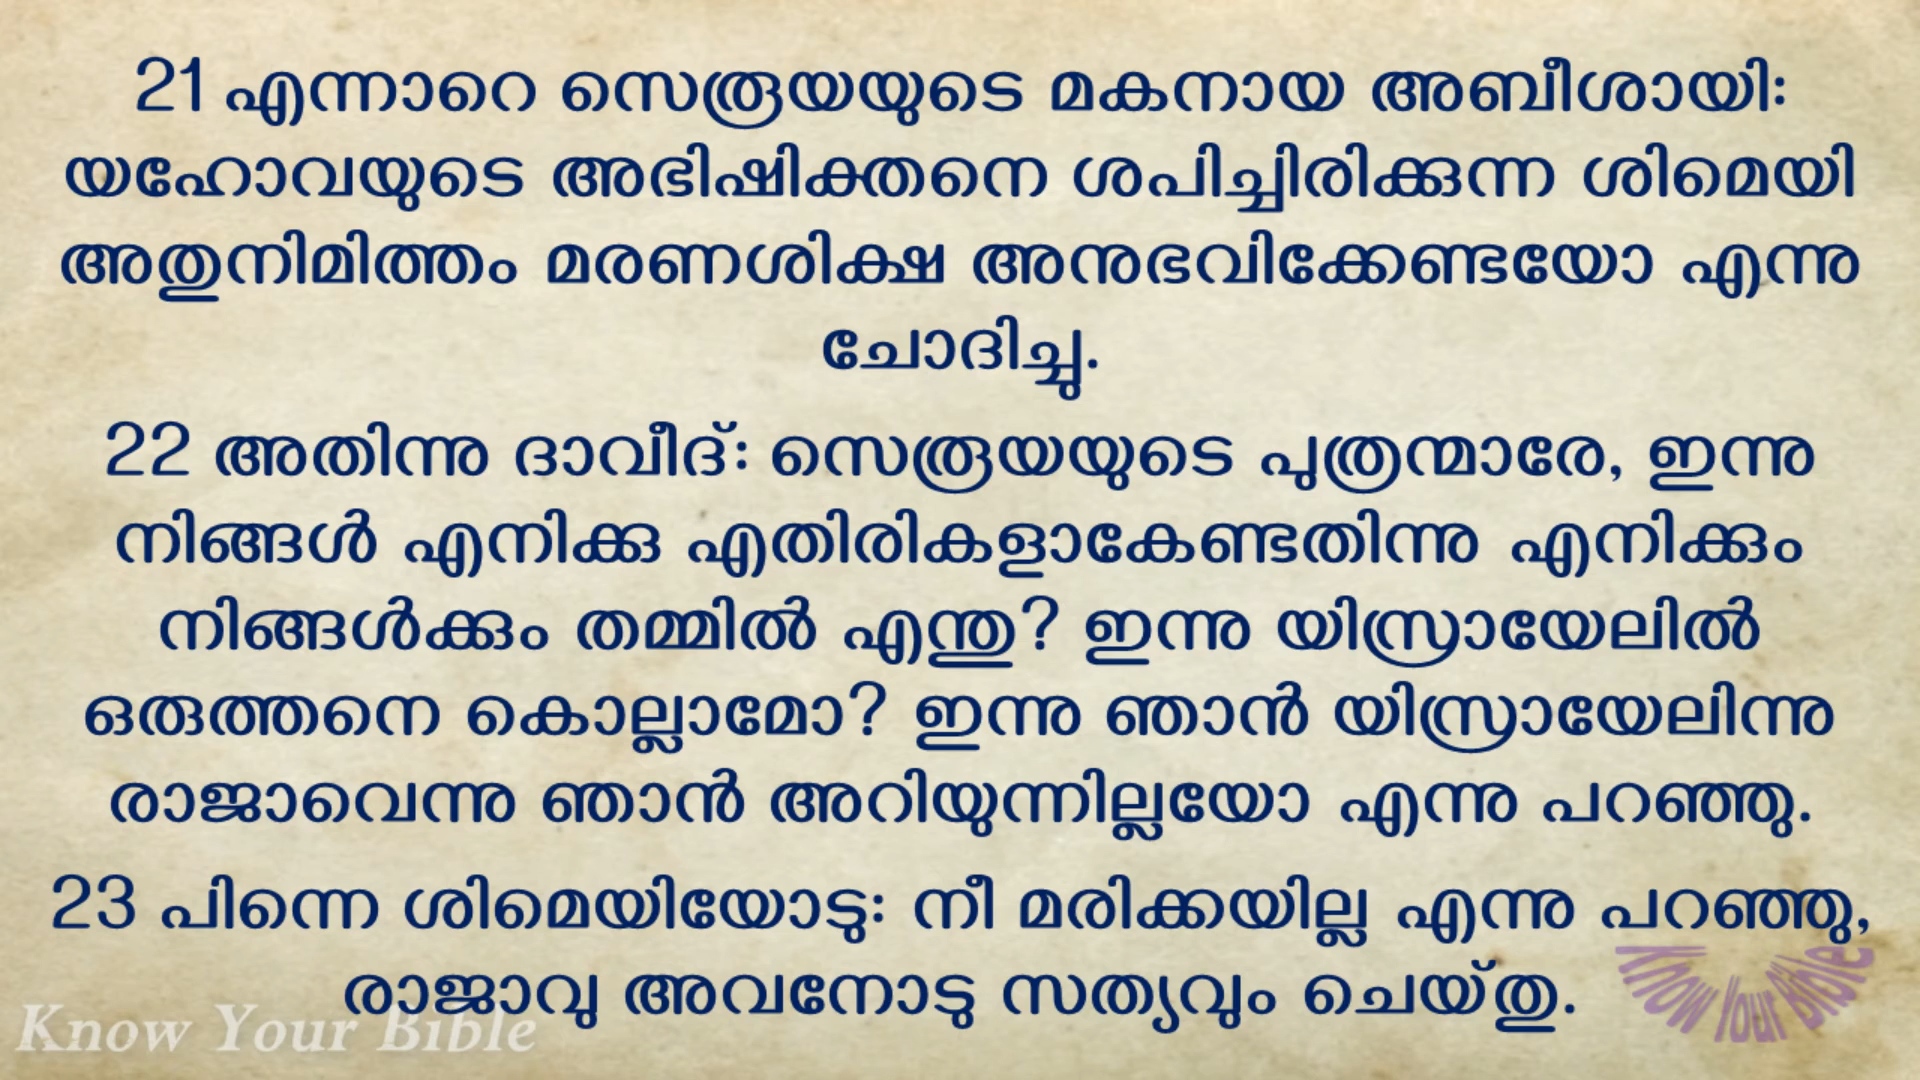 21 എന്നാറെ സെരൂയയുടെ മകനായ അബീശായി:
യഹോവയുടെ അഭിഷിക്തനെ ശപിച്ചിരിക്കുന്ന ശിമെയി
അതുനിമിത്തം മരണശിക്ഷ അനുഭവിക്കേണ്ടയോ എന്നു
ചോദിച്ചു.
22 അതിന്നു ദാവീദ്: സെരൂയയുടെ പുത്രന്മാരേ, ഇന്നു
നിങ്ങൾ എനിക്കു എതിരികളാകേണ്ടതിന്നു എനിക്കും
നിങ്ങൾക്കും തമ്മിൽ എന്തു? ഇന്നു യിസ്രായേലിൽ
ഒരുത്തനെ കൊല്ലാമോ? ഇന്നു ഞാൻ യിസ്രായേലിന്നു
രാജാവെന്നു ഞാൻ അറിയുന്നില്ലയോ എന്നു പറഞ്ഞു.
23 പിന്നെ ശിമെയിയോടു: നീ മരിക്കയില്ല എന്നു പറഞ്ഞു,
രാജാവു അവനോടു സത്യവും ചെയ്തു.
Know Your Bible
Know Your Bible